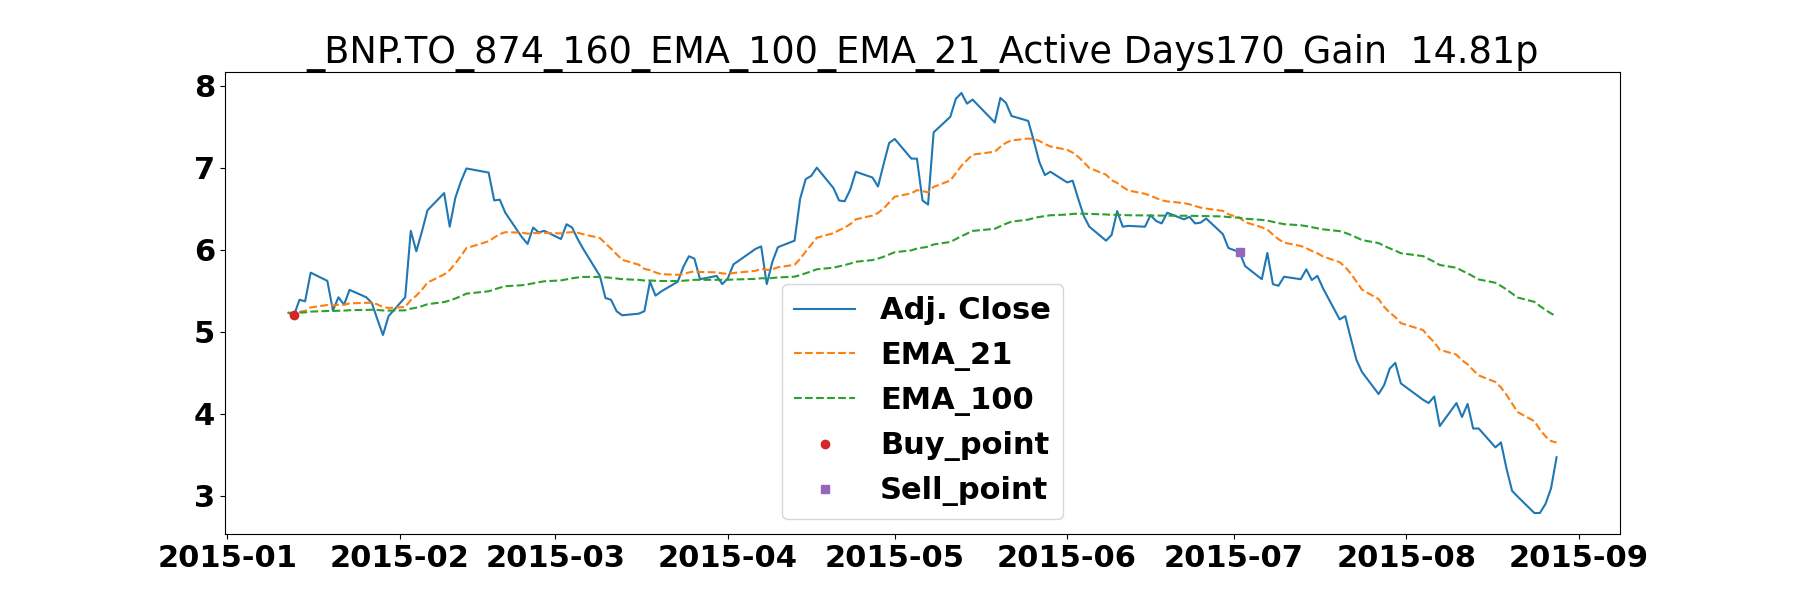 _BNP.TO_874_160_EMA_100_EMA_21_Active Days170_Gain  14.81p
8
7
6
5
4
3
Adj. Close
EMA_21
EMA_100
Buy_point
Sell_point
2015-01 2015-02 2015-03 2015-04 2015-05 2015-06 2015-07 2015-08 2015-09